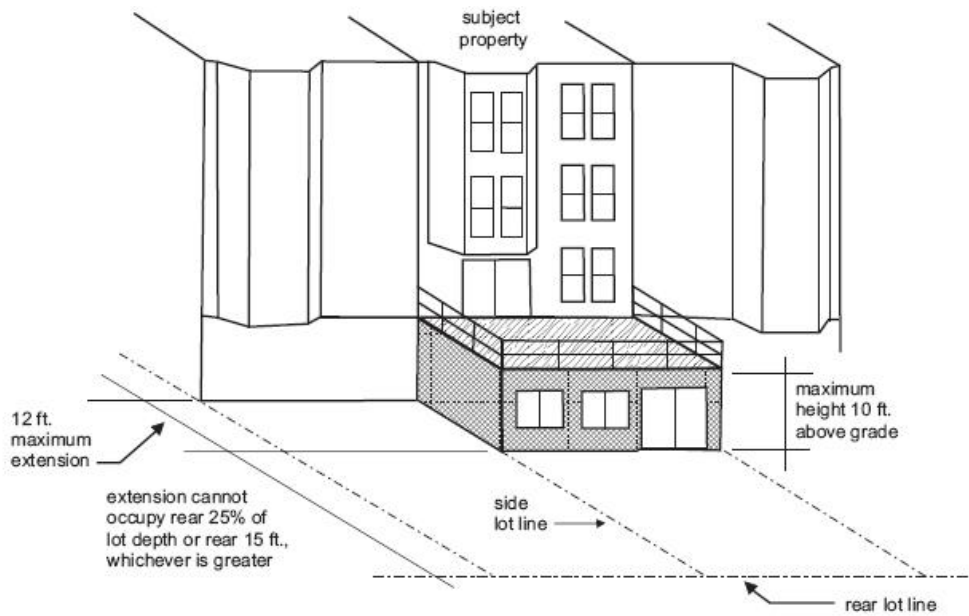 subject
property
maximum
height 10 ft.
above grade
12 ft.
maximum
extension
extension cannot
occupy rear 25% of
lot depth or rear 15 ft.,
whichever is greater
side
lot line
rear lot line